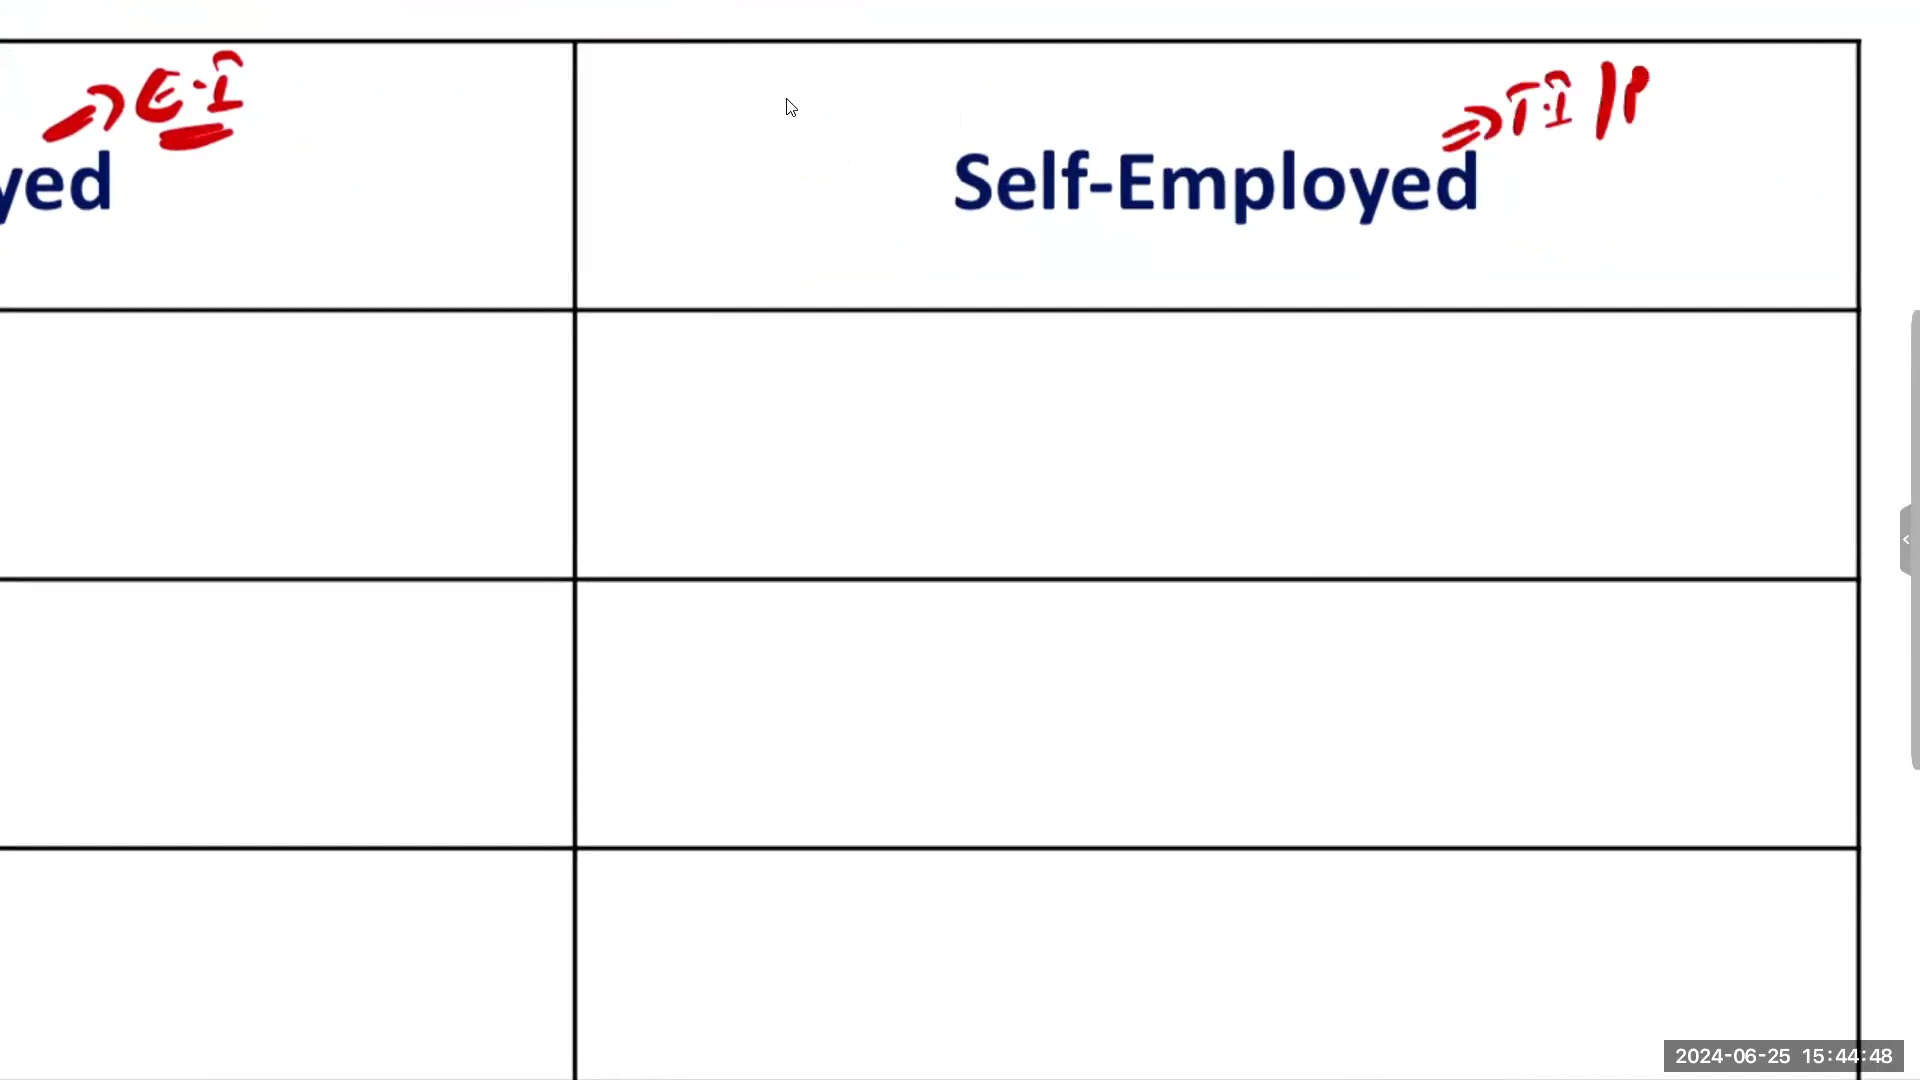 → E.I
⇒ T.I / P
yed
Self-Employed
2024-06-25 15:44:48